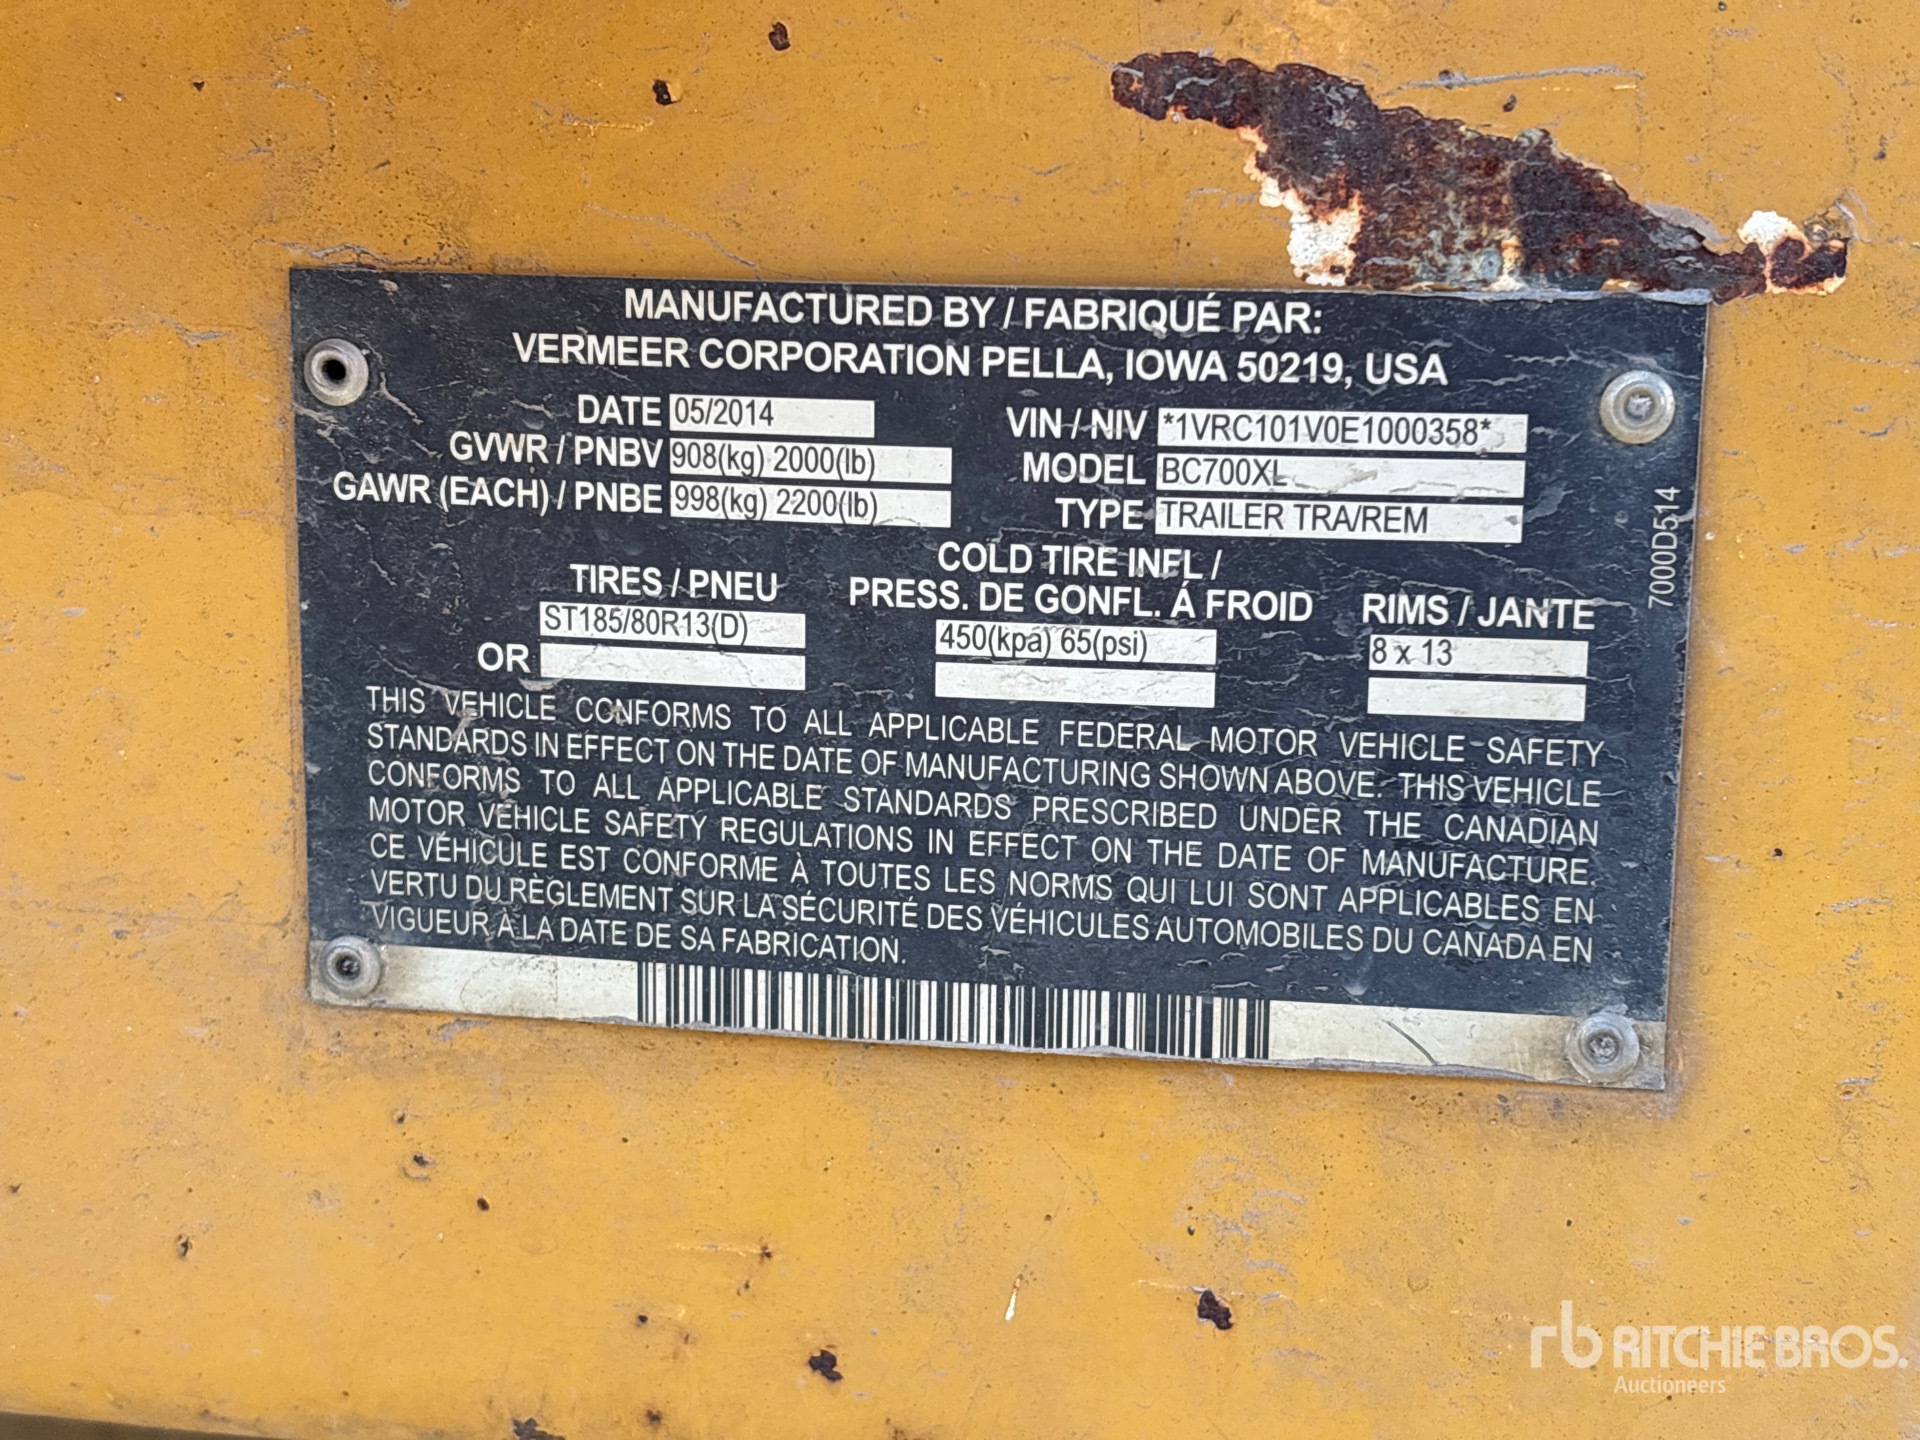 MANUFACTURED BY / FABRIQUÉ PAR:
VERMEER CORPORATION PELLA, IOWA 50219, USA
DATE 05/2014
VIN / NIV *1VRC101V0E1000358*
GVWR / PNBV 908(kg) 2000(lb)
MODEL BC700XL
GAWR (EACH) / PNBE 998(kg) 2200(lb)
TYPE TRAILER TRA/REM
7000D514
TIRES / PNEU
COLD TIRE INFL /
PRESS. DE GONFL. Á FROID
RIMS / JANTE
ST185/80R13(D)
450(kpa) 65(psi)
8 x 13
OR
THIS VEHICLE CONFORMS TO ALL APPLICABLE FEDERAL MOTOR VEHICLE SAFETY
STANDARDS IN EFFECT ON THE DATE OF MANUFACTURING SHOWN ABOVE. THIS VEHICLE
CONFORMS TO ALL APPLICABLE STANDARDS PRESCRIBED UNDER THE CANADIAN
MOTOR VEHICLE SAFETY REGULATIONS IN EFFECT ON THE DATE OF MANUFACTURE.
CE VÉHICULE EST CONFORME À TOUTES LES NORMS QUI LUI SONT APPLICABLES EN
VERTU DU RÈGLEMENT SUR LA SÉCURITÉ DES VÉHICULES AUTOMOBILES DU CANADA EN
VIGUEUR À LA DATE DE SA FABRICATION.
rb RITCHIE BROS.
Auctioneers